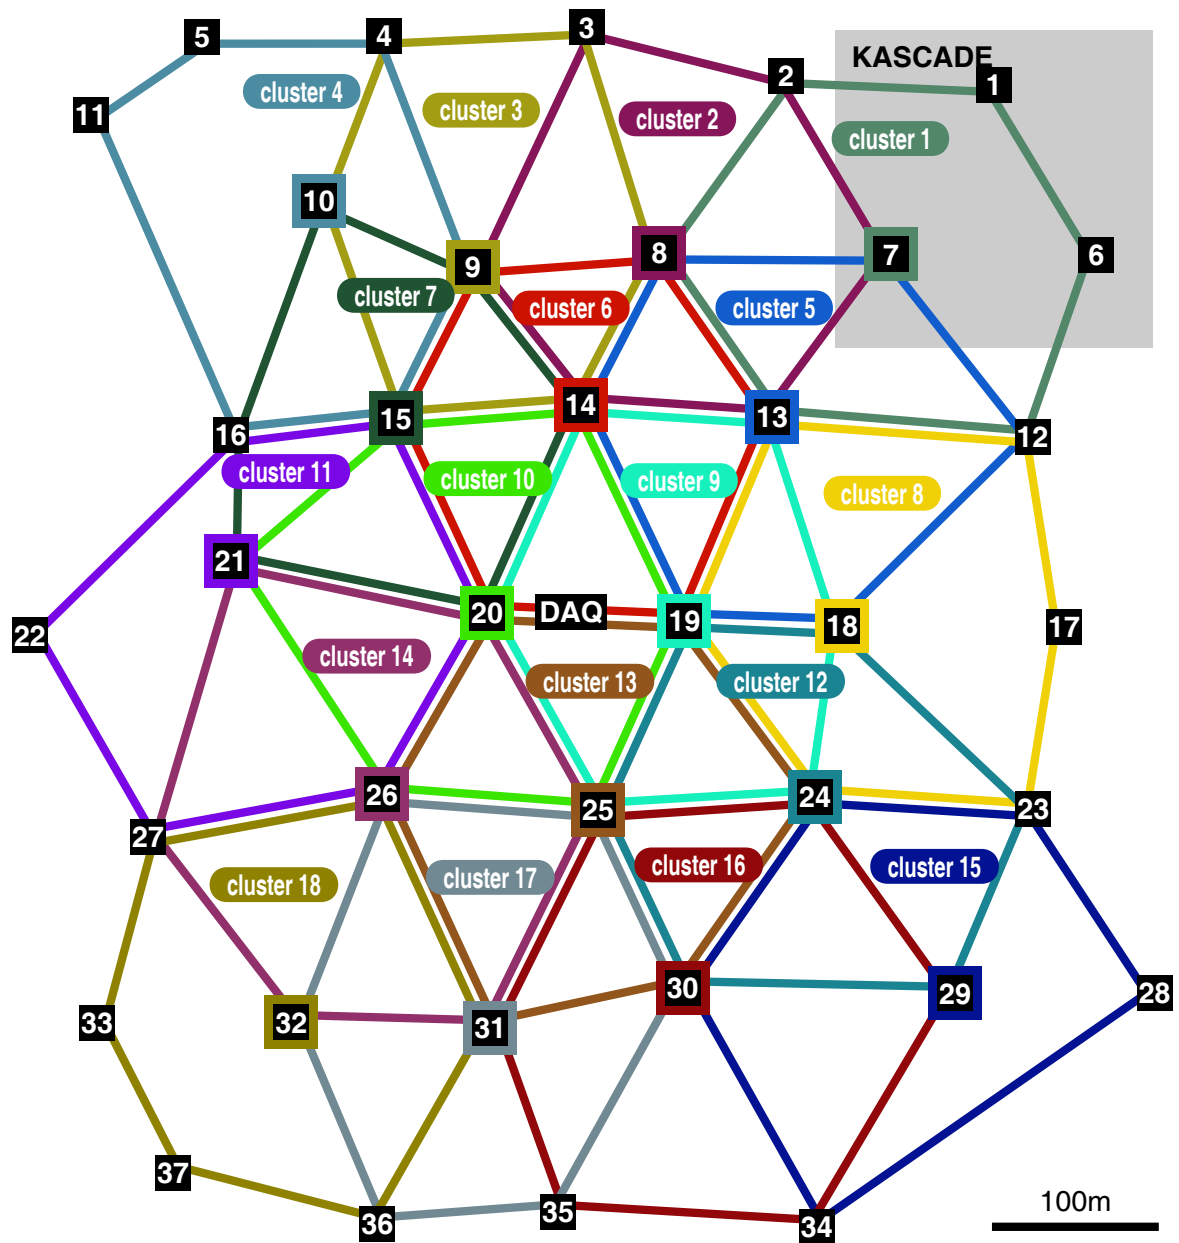 3
5
4
KASCADE
2
1
cluster 4
cluster 3
11
cluster 2
cluster 1
10
8
7
6
9
cluster 7
cluster 6
cluster 5
14
15
13
16
12
cluster 11
cluster 10
cluster 9
cluster 8
21
20
DAQ
19
18
17
22
cluster 14
cluster 13
cluster 12
26
24
25
23
27
cluster 18
cluster 17
cluster 16
cluster 15
30
29
28
33
32
31
37
100m
36
35
34